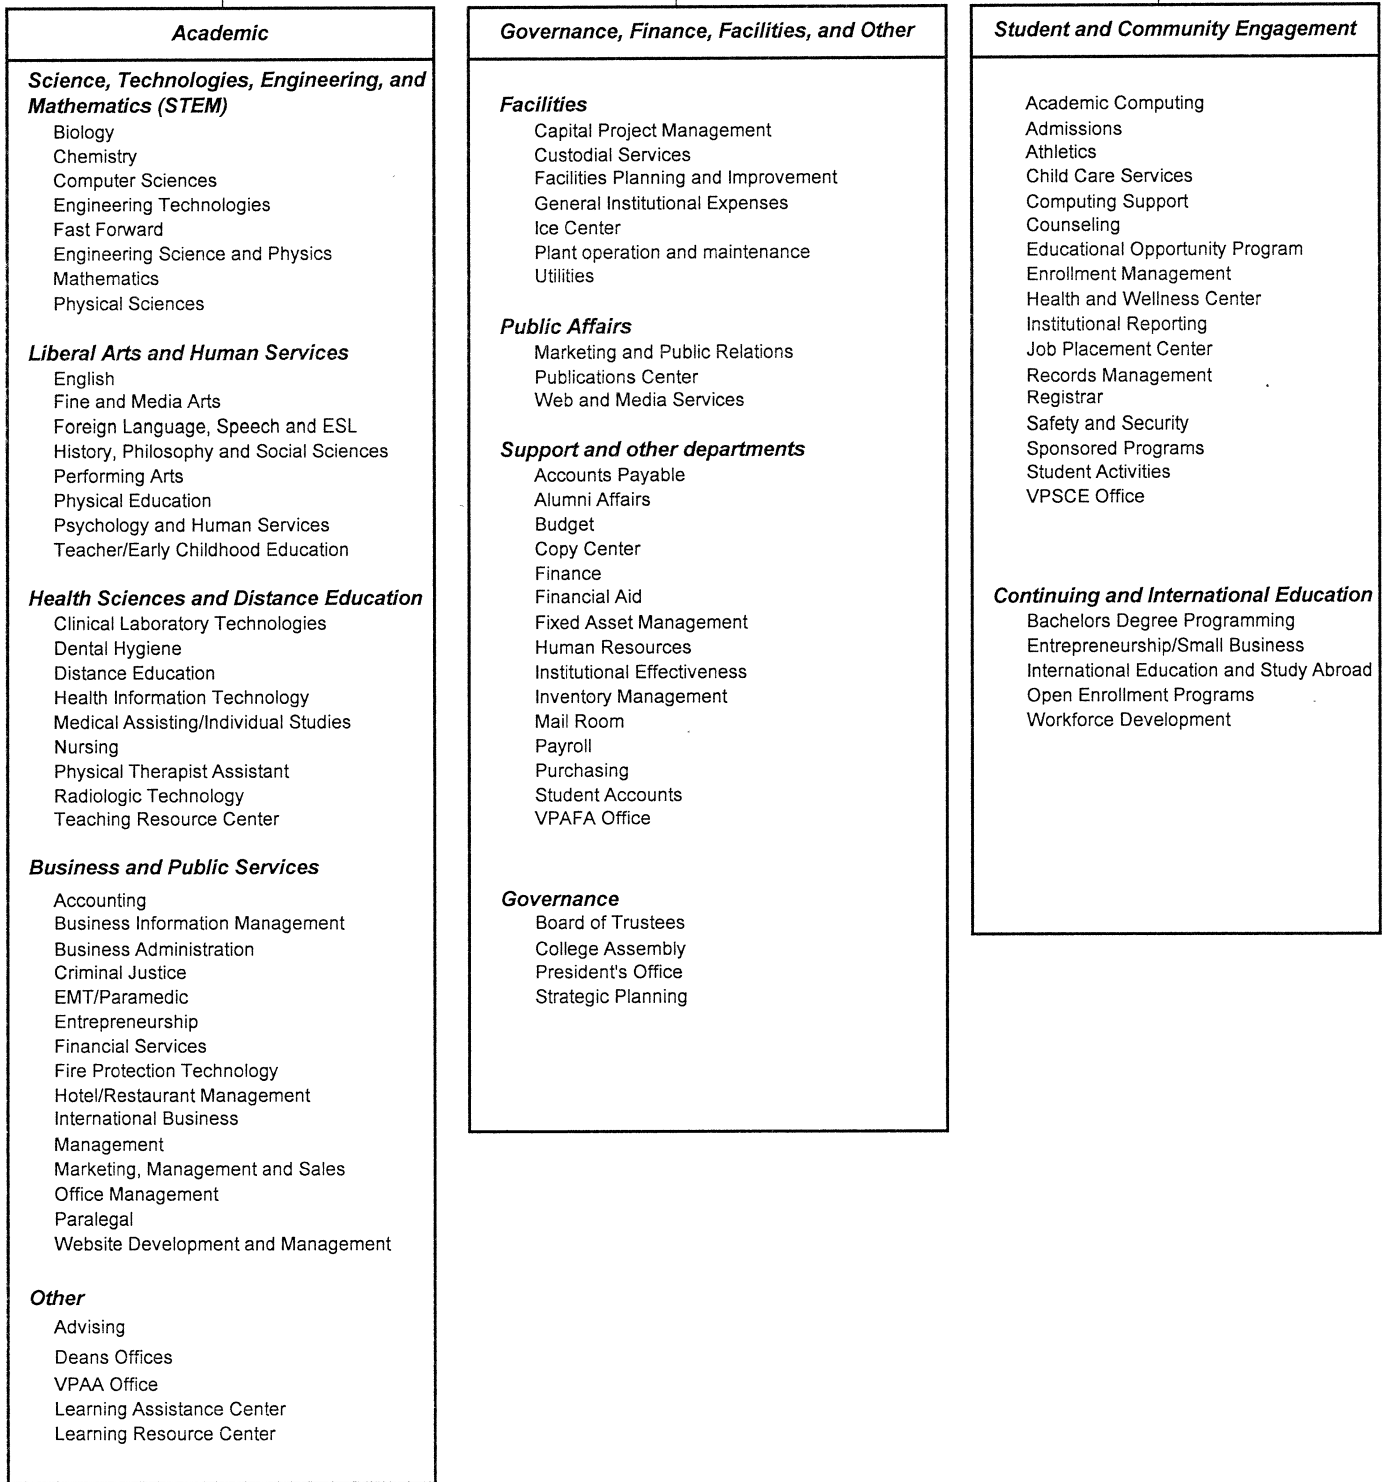 Academic
Science, Technologies, Engineering, and
Mathematics (STEM)
Biology
Chemistry
Computer Sciences
Engineering Technologies
Fast Forward
Engineering Science and Physics
Mathematics
Physical Sciences
Liberal Arts and Human Services
English
Fine and Media Arts
Foreign Language, Speech and ESL
History, Philosophy and Social Sciences
Performing Arts
Physical Education
Psychology and Human Services
Teacher/Early Childhood Education
Health Sciences and Distance Education
Clinical Laboratory Technologies
Dental Hygiene
Distance Education
Health Information Technology
Medical Assisting/Individual Studies
Nursing
Physical Therapist Assistant
Radiologic Technology
Teaching Resource Center
Business and Public Services
Accounting
Business Information Management
Business Administration
Criminal Justice
EMT/Paramedic
Entrepreneurship
Financial Services
Fire Protection Technology
Hotel/Restaurant Management
International Business
Management
Marketing, Management and Sales
Office Management
Paralegal
Website Development and Management
Other
Advising
Deans Offices
VPAA Office
Learning Assistance Center
Learning Resource Center
Governance, Finance, Facilities, and Other
Facilities
Capital Project Management
Custodial Services
Facilities Planning and Improvement
General Institutional Expenses
Ice Center
Plant operation and maintenance
Utilities
Public Affairs
Marketing and Public Relations
Publications Center
Web and Media Services
Support and other departments
Accounts Payable
Alumni Affairs
Budget
Copy Center
Finance
Financial Aid
Fixed Asset Management
Human Resources
Institutional Effectiveness
Inventory Management
Mail Room
Payroll
Purchasing
Student Accounts
VPAFA Office
Governance
Board of Trustees
College Assembly
President's Office
Strategic Planning
Student and Community Engagement
Academic Computing
Admissions
Athletics
Child Care Services
Computing Support
Counseling
Educational Opportunity Program
Enrollment Management
Health and Wellness Center
Institutional Reporting
Job Placement Center
Records Management
Registrar
Safety and Security
Sponsored Programs
Student Activities
VPSCE Office
Continuing and International Education
Bachelors Degree Programming
Entrepreneurship/Small Business
International Education and Study Abroad
Open Enrollment Programs
Workforce Development